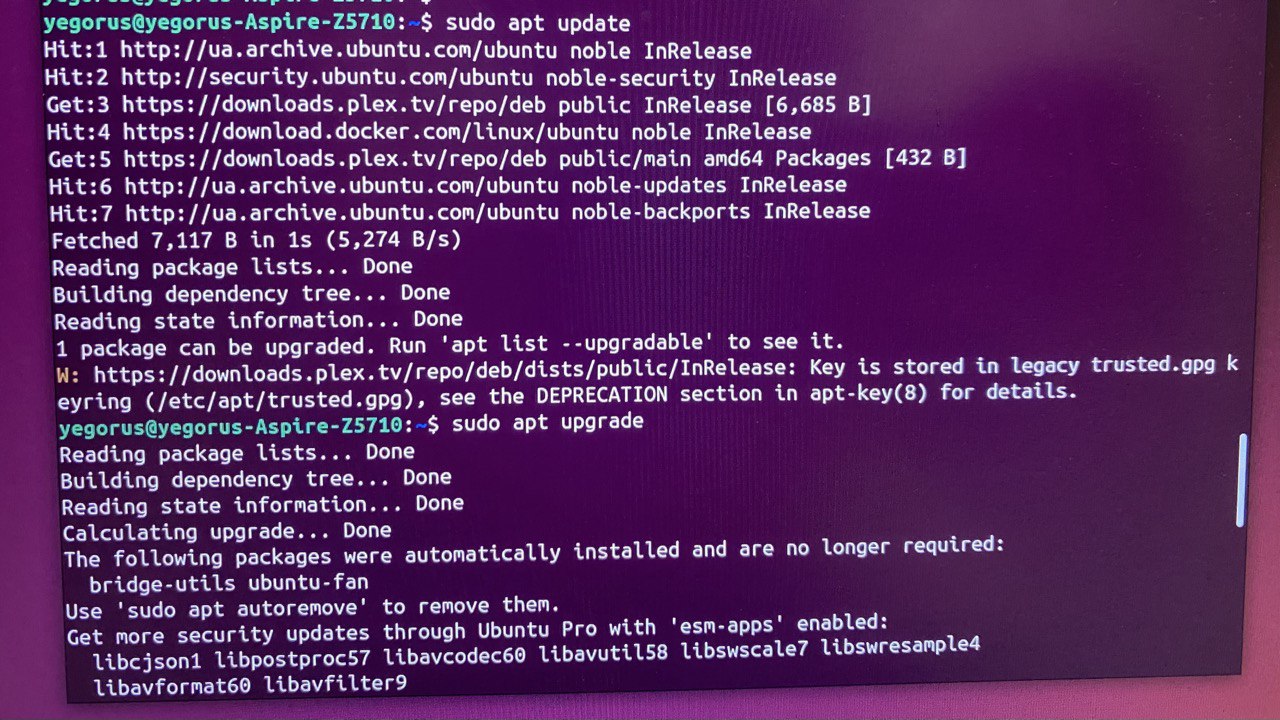 yegorus@yegorus-Aspire-Z5710:~$
yegorus@yegorus-Aspire-Z5710:~$ sudo apt update
Hit:1 http://ua.archive.ubuntu.com/ubuntu noble InRelease
Hit:2 http://security.ubuntu.com/ubuntu noble-security InRelease
Get:3 https://downloads.plex.tv/repo/deb public InRelease [6,685 B]
Hit:4 https://download.docker.com/linux/ubuntu noble InRelease
Get:5 https://downloads.plex.tv/repo/deb public/main amd64 Packages [432 B]
Hit:6 http://ua.archive.ubuntu.com/ubuntu noble-updates InRelease
Hit:7 http://ua.archive.ubuntu.com/ubuntu noble-backports InRelease
Fetched 7,117 B in 1s (5,274 B/s)
Reading package lists... Done
Building dependency tree... Done
Reading state information... Done
1 package can be upgraded. Run 'apt list --upgradable' to see it.
W: https://downloads.plex.tv/repo/deb/dists/public/InRelease: Key is stored in legacy trusted.gpg k
eyring (/etc/apt/trusted.gpg), see the DEPRECATION section in apt-key(8) for details.
yegorus@yegorus-Aspire-Z5710:~$ sudo apt upgrade
Reading package lists... Done
Building dependency tree... Done
Reading state information... Done
Calculating upgrade... Done
The following packages were automatically installed and are no longer required:
  bridge-utils ubuntu-fan
Use 'sudo apt autoremove' to remove them.
Get more security updates through Ubuntu Pro with 'esm-apps' enabled:
  libcjson1 libpostproc57 libavcodec60 libavutil58 libswscale7 libswresample4
  libavformat60 libavfilter9